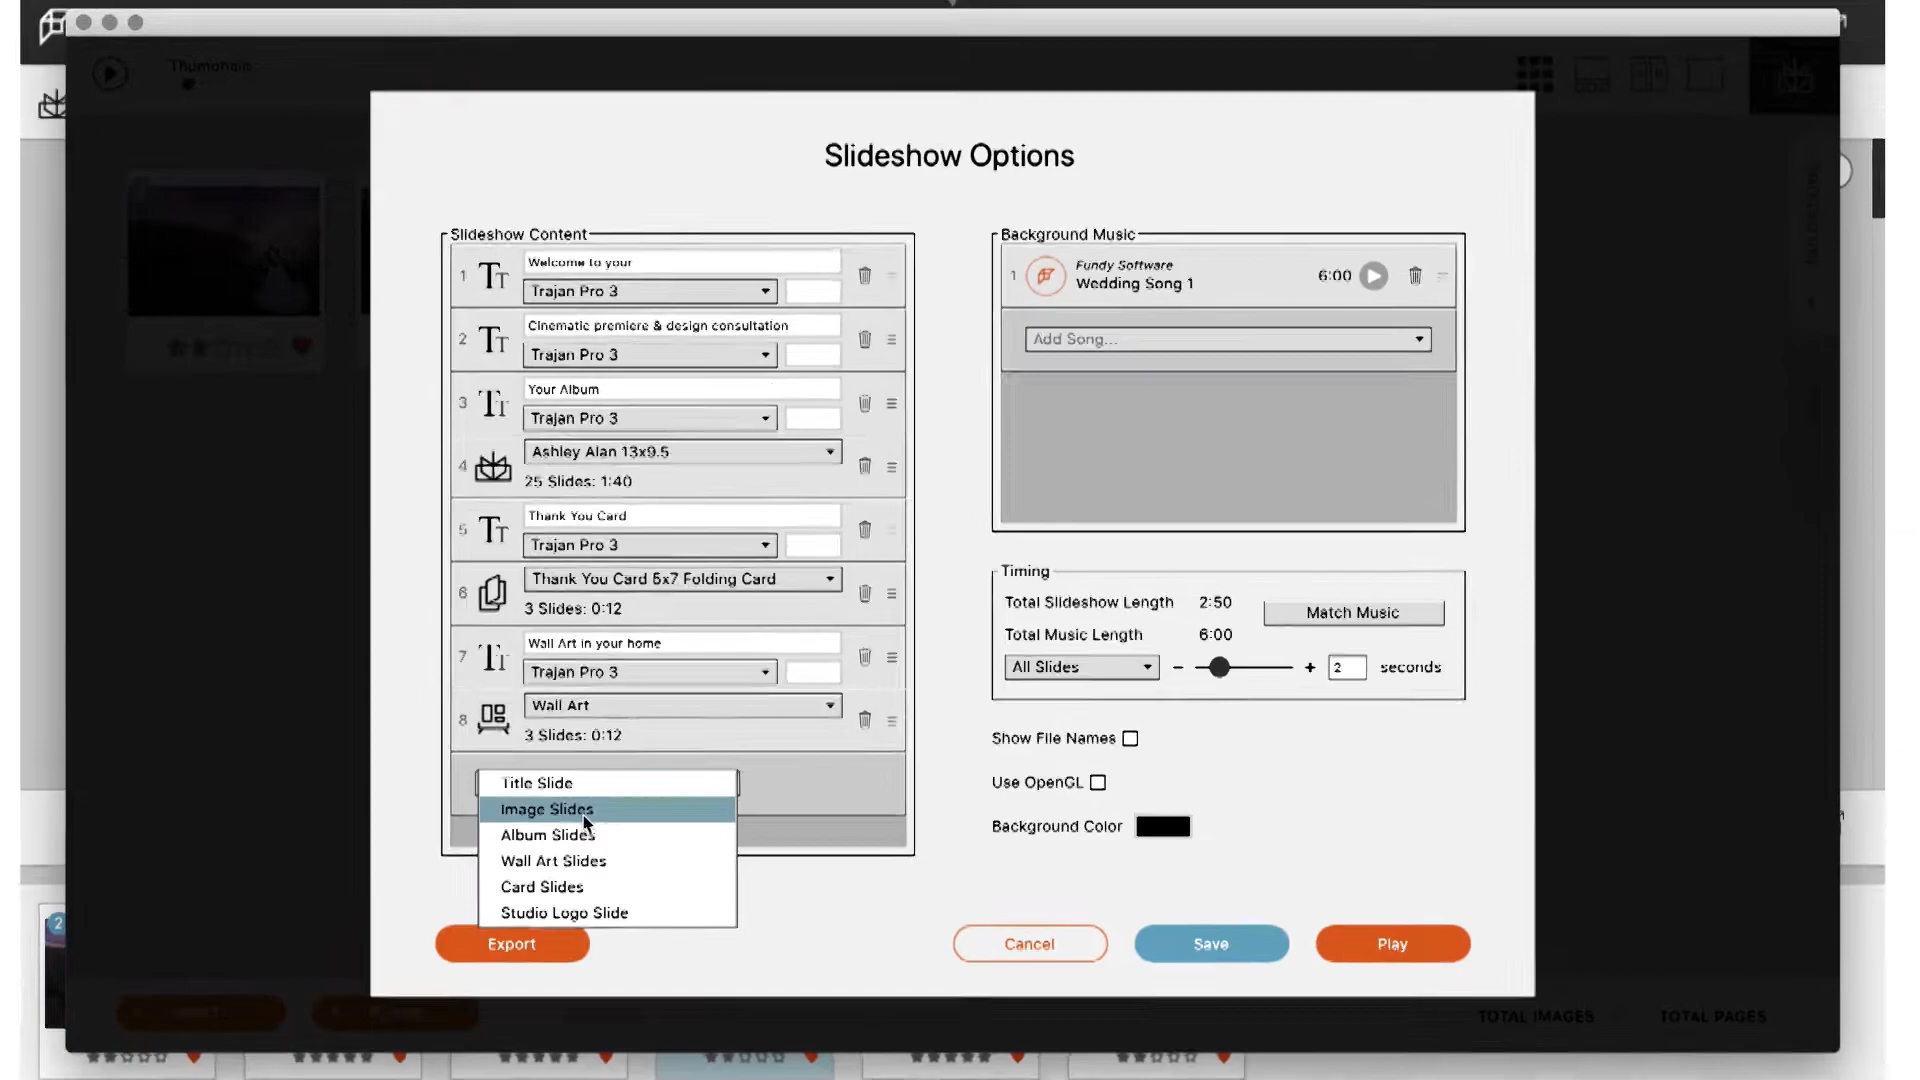 Thumbnails
Slideshow Options
Slideshow Content
1
Welcome to your
Trajan Pro 3
2
Cinematic premiere & design consultation
Trajan Pro 3
3
Your Album
Trajan Pro 3
4
Ashley Alan 13x9.5
25 Slides: 1:40
5
Thank You Card
Trajan Pro 3
6
Thank You Card 5x7 Folding Card
3 Slides: 0:12
7
Wall Art in your home
Trajan Pro 3
8
Wall Art
3 Slides: 0:12
Title Slide
Image Slides
Album Slides
Wall Art Slides
Card Slides
Studio Logo Slide
Background Music
1
Fundy Software
Wedding Song 1
6:00
Add Song...
Timing
Total Slideshow Length 2:50
Match Music
Total Music Length 6:00
All Slides - + 2 seconds
Show File Names
Use OpenGL
Background Color
Export
Cancel
Save
Play
TOTAL IMAGES
TOTAL PAGES
2